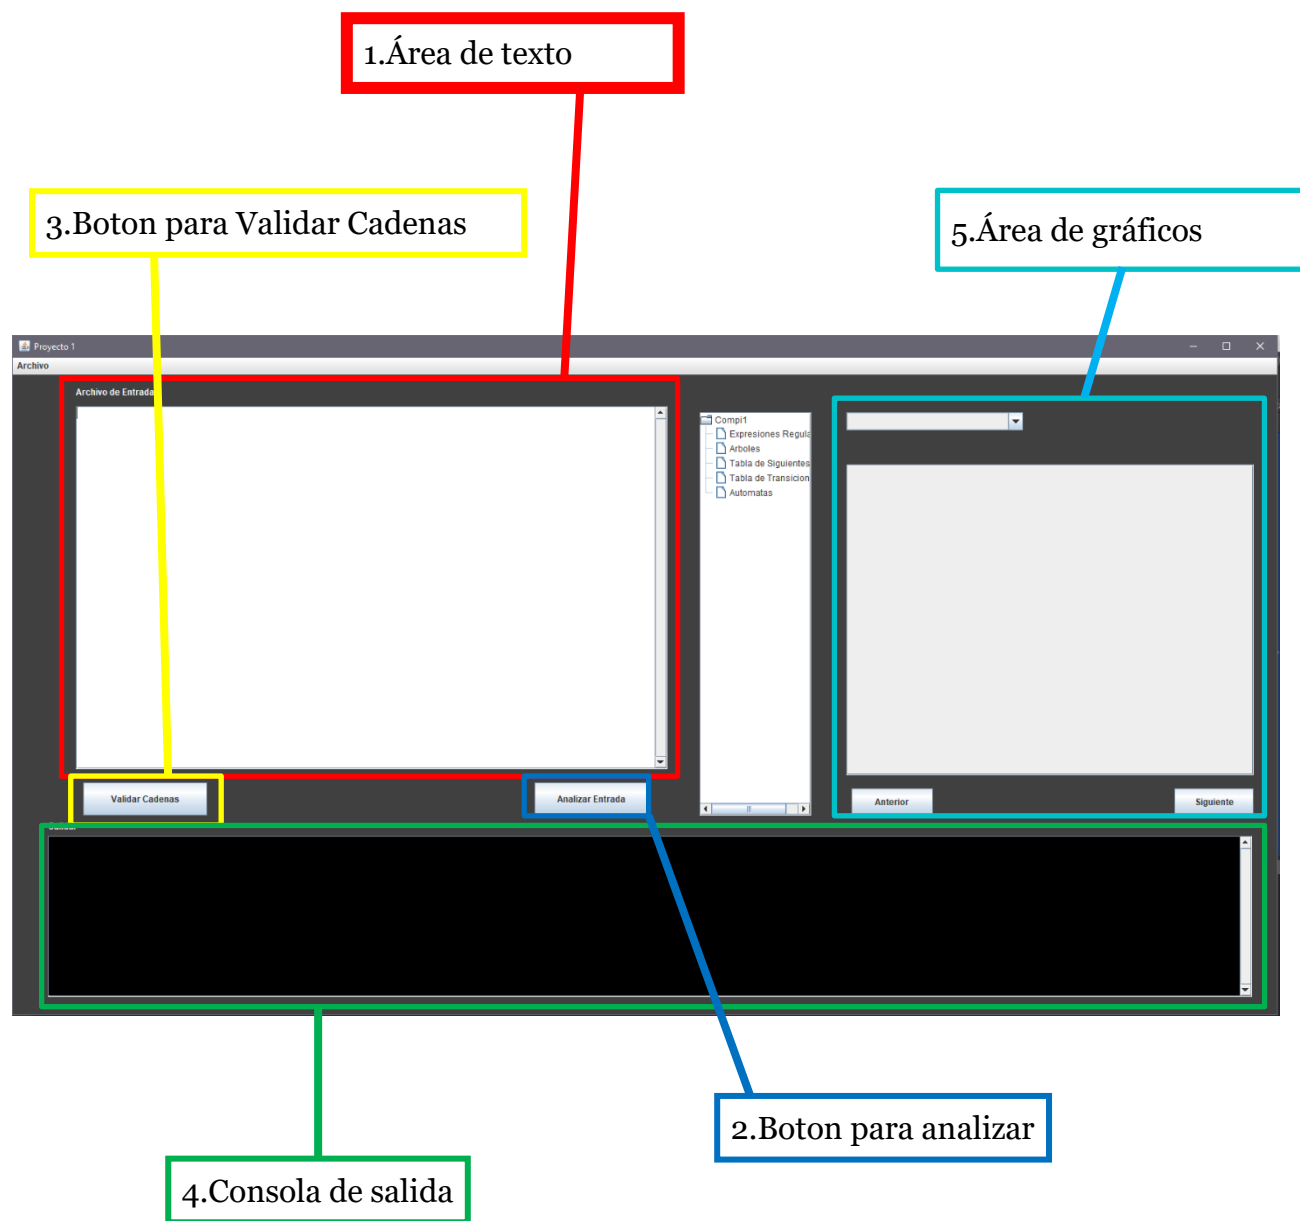 1.Área de texto
3.Boton para Validar Cadenas
5.Área de gráficos
Proyecto 1
Archivo
Archivo de Entrada
Compi1
Expresiones Regula
Arboles
Tabla de Siguientes
Tabla de Transicion
Automatas
Validar Cadenas
Analizar Entrada
Anterior
Siguiente
2.Boton para analizar
4.Consola de salida